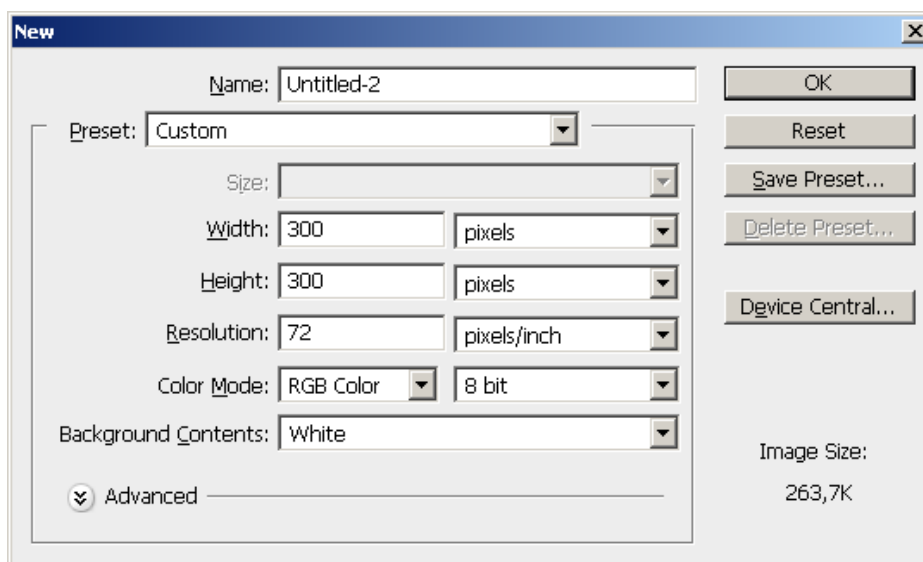 New
Name: Untitled-2
OK
Preset: Custom
Reset
Size:
Save Preset...
Width: 300 pixels
Delete Preset...
Height: 300 pixels
Device Central...
Resolution: 72 pixels/inch
Color Mode: RGB Color 8 bit
Background Contents: White
Image Size:
263,7K
Advanced